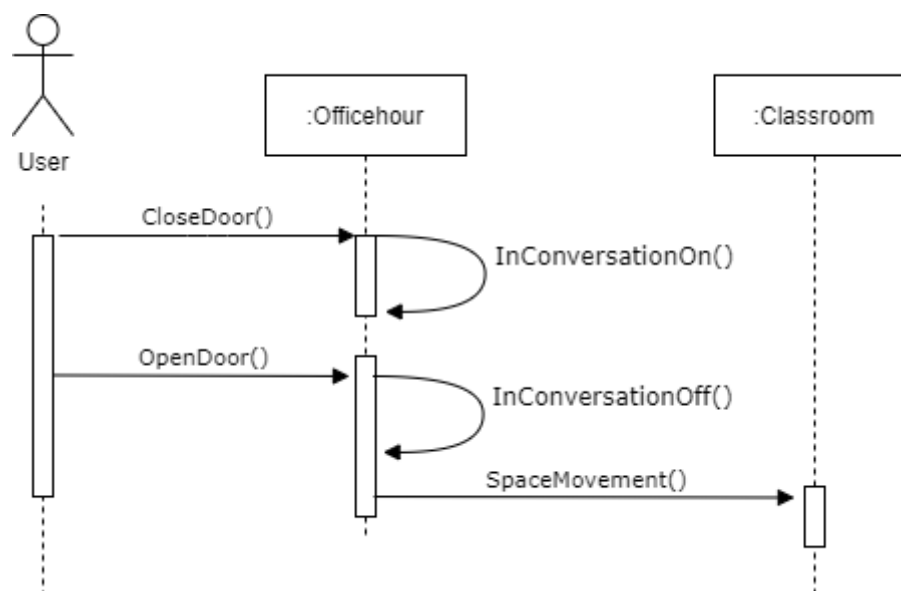 :Officehour
:Classroom
User
CloseDoor()
InConversationOn()
OpenDoor()
InConversationOff()
SpaceMovement()